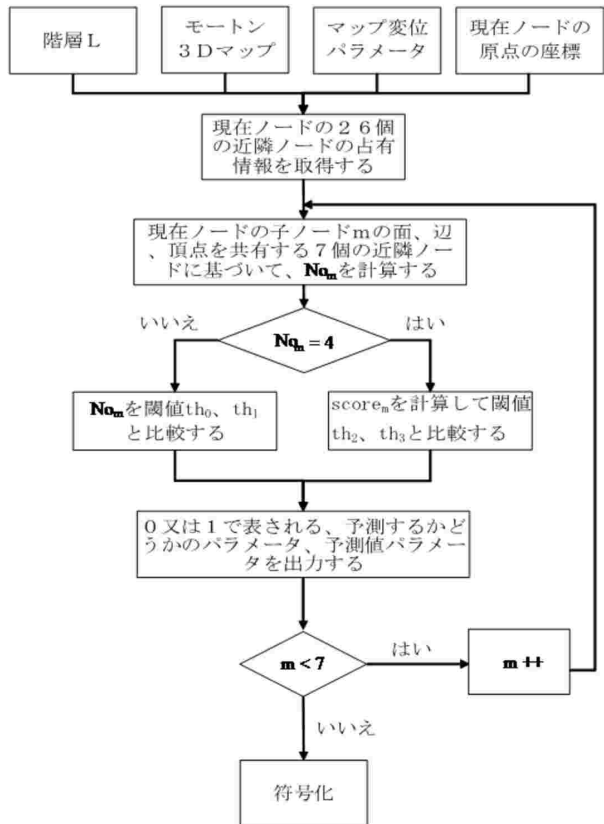 階層L
モートン
3Dマップ
マップ変位
パラメータ
現在ノードの
原点の座標
現在ノードの26個
の近隣ノードの占有
情報を取得する
現在ノードの子ノードmの面、辺
、頂点を共有する7個の近隣ノー
ドに基づいて、Noₘを計算する
いいえ
はい
Noₘ=4
Noₘを閾値th₀、th₁
と比較する
scoreₘを計算して閾値
th₂、th₃と比較する
0又は1で表される、予測するかど
うかのパラメータ、予測値パラメー
タを出力する
m<7
はい
m++
いいえ
符号化